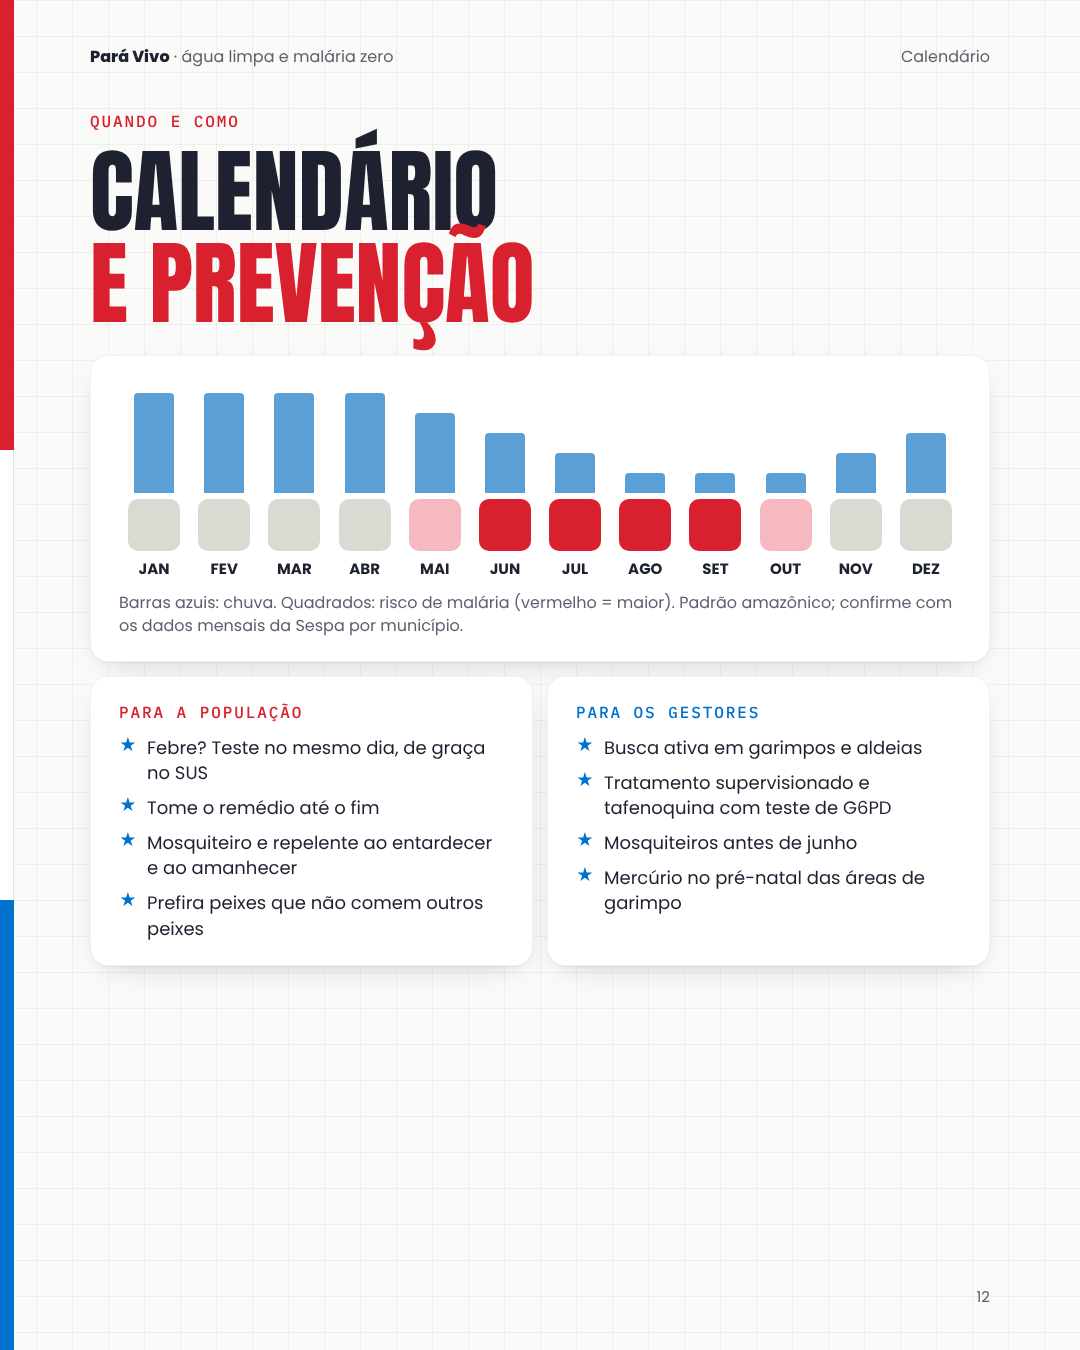 Pará Vivo · água limpa e malária zero
Calendário
QUANDO E COMO
CALENDÁRIO
E PREVENÇÃO
JAN FEV MAR ABR MAI JUN JUL AGO SET OUT NOV DEZ
Barras azuis: chuva. Quadrados: risco de malária (vermelho = maior). Padrão amazônico; confirme com
os dados mensais da Sespa por município.
PARA A POPULAÇÃO
★ Febre? Teste no mesmo dia, de graça
no SUS
★ Tome o remédio até o fim
★ Mosquiteiro e repelente ao entardecer
e ao amanhecer
★ Prefira peixes que não comem outros
peixes
PARA OS GESTORES
★ Busca ativa em garimpos e aldeias
★ Tratamento supervisionado e
tafenoquina com teste de G6PD
★ Mosquiteiros antes de junho
★ Mercúrio no pré-natal das áreas de
garimpo
12